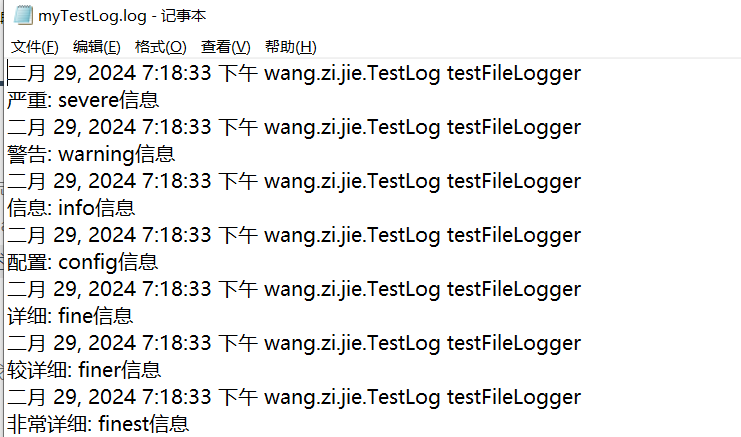 myTestLog.log - 记事本
文件(F) 编辑(E) 格式(O) 查看(V) 帮助(H)
二月 29, 2024 7:18:33 下午 wang.zi.jie.TestLog testFileLogger
严重: severe信息
二月 29, 2024 7:18:33 下午 wang.zi.jie.TestLog testFileLogger
警告: warning信息
二月 29, 2024 7:18:33 下午 wang.zi.jie.TestLog testFileLogger
信息: info信息
二月 29, 2024 7:18:33 下午 wang.zi.jie.TestLog testFileLogger
配置: config信息
二月 29, 2024 7:18:33 下午 wang.zi.jie.TestLog testFileLogger
详细: fine信息
二月 29, 2024 7:18:33 下午 wang.zi.jie.TestLog testFileLogger
较详细: finer信息
二月 29, 2024 7:18:33 下午 wang.zi.jie.TestLog testFileLogger
非常详细: finest信息